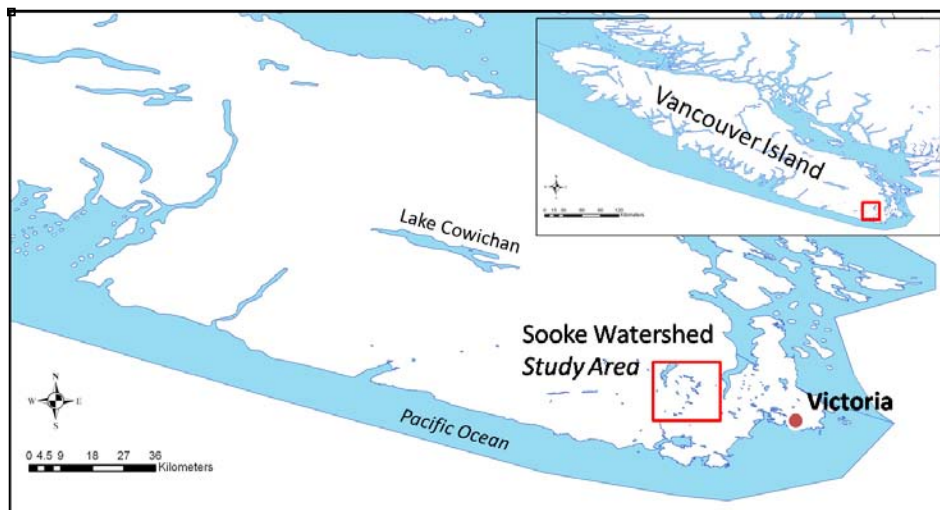 Vancouver Island
Kilometers
Lake Cowichan
Sooke Watershed
Study Area
Victoria
Pacific Ocean
N
W E
S
0 4.5 9 18 27 36
Kilometers